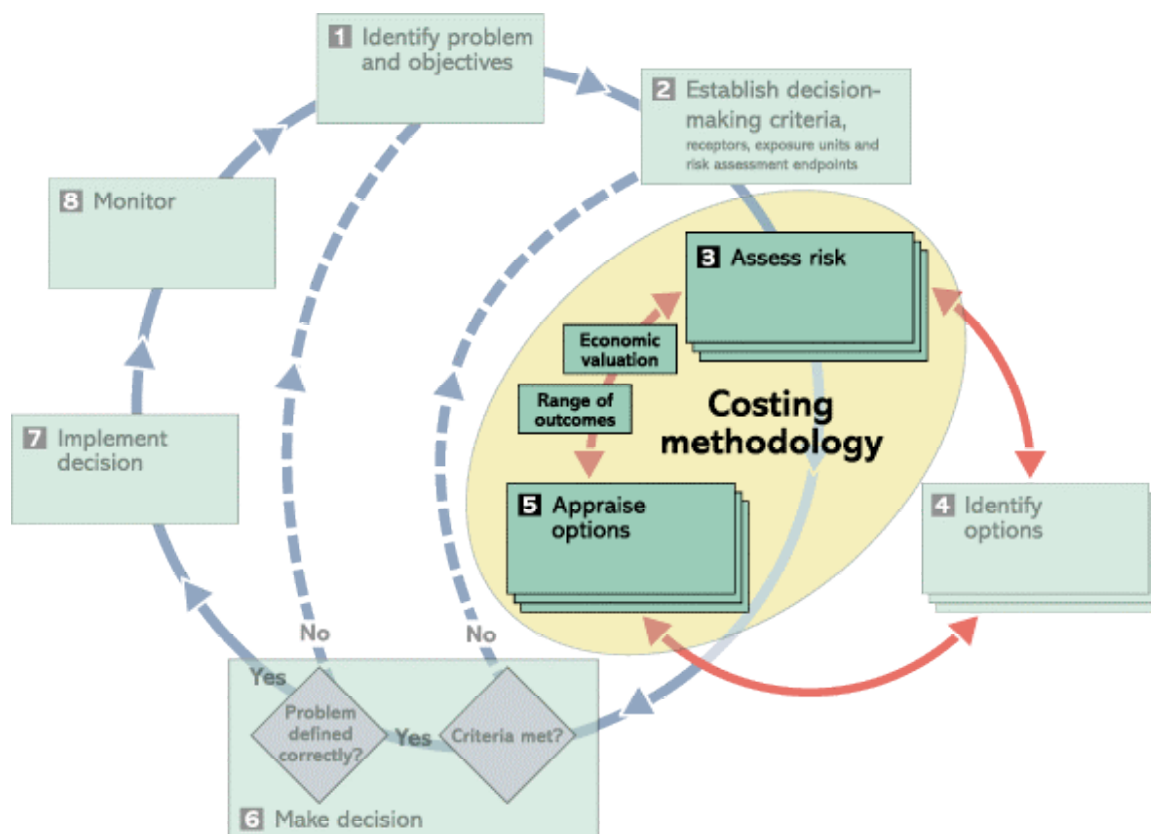 1 Identify problem
and objectives
2 Establish decision-
making criteria,
receptors, exposure units and
risk assessment endpoints
8 Monitor
3 Assess risk
Economic
valuation
Range of
outcomes
Costing
methodology
7 Implement
decision
5 Appraise
options
4 Identify
options
No
No
Yes
Problem
defined
correctly?
Yes
Criteria met?
6 Make decision